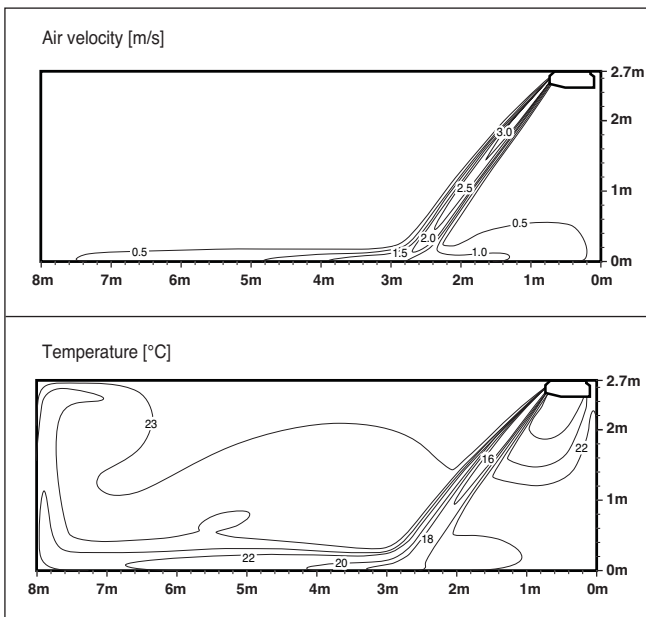 Air velocity [m/s]
2.7m
3.0
2m
2.5
1m
2.0
0.5
0.5
1.5
1.0
0m
8m 7m 6m 5m 4m 3m 2m 1m 0m
Temperature [°C]
2.7m
23
2m
22
16
1m
18
22
20
0m
8m 7m 6m 5m 4m 3m 2m 1m 0m